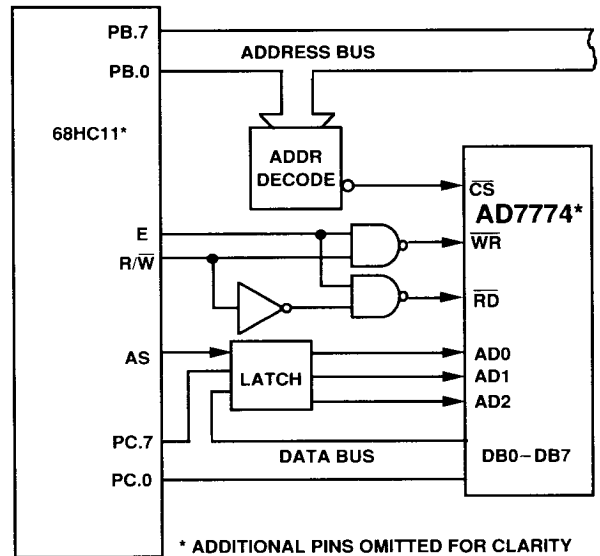 PB.7
ADDRESS BUS
PB.0
68HC11*
ADDR
DECODE
CS
AD7774*
E
WR
R/W
RD
AS
LATCH
AD0
AD1
AD2
PC.7
DATA BUS
DB0–DB7
PC.0
* ADDITIONAL PINS OMITTED FOR CLARITY